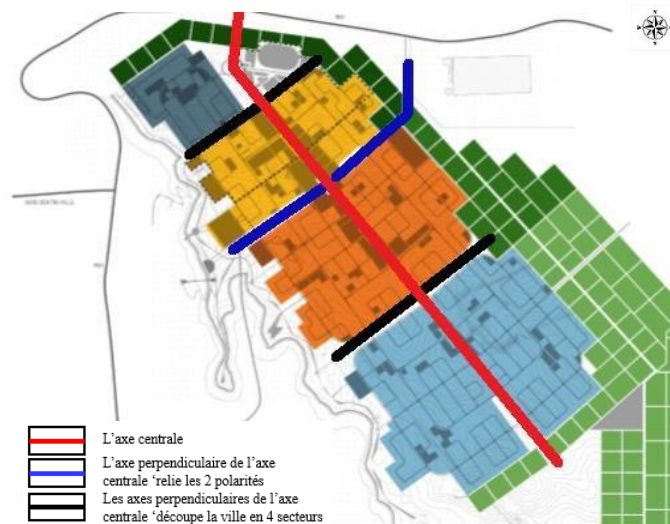 L'axe centrale
L'axe perpendiculaire de l'axe
centrale 'relie les 2 polarités
Les axes perpendiculaires de l'axe
centrale 'découpe la ville en 4 secteurs